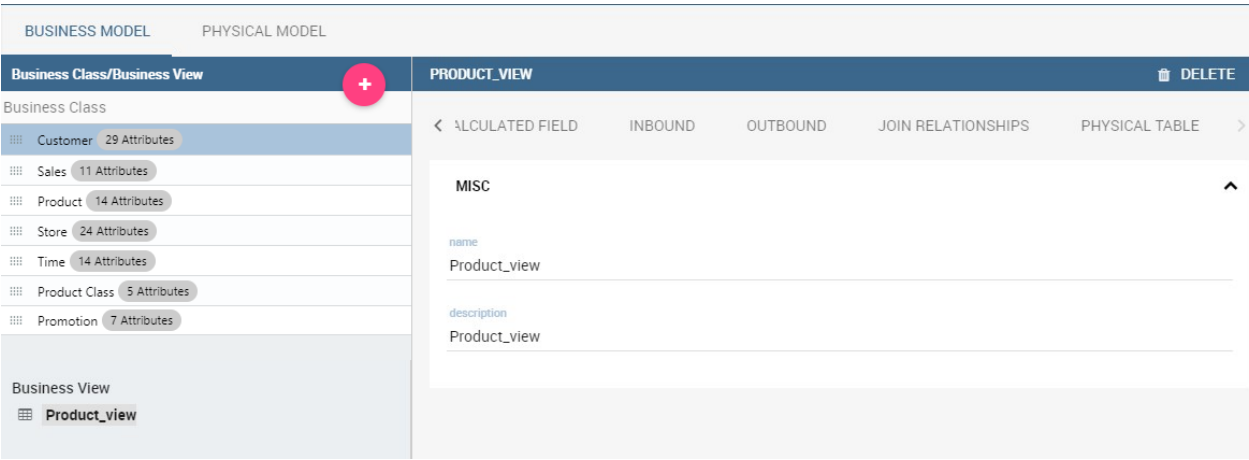 BUSINESS MODEL PHYSICAL MODEL
Business Class/Business View
+
Business Class
Customer 29 Attributes
Sales 11 Attributes
Product 14 Attributes
Store 24 Attributes
Time 14 Attributes
Product Class 5 Attributes
Promotion 7 Attributes
Business View
Product_view
PRODUCT_VIEW DELETE
ALCULATED FIELD INBOUND OUTBOUND JOIN RELATIONSHIPS PHYSICAL TABLE
MISC
name
Product_view
description
Product_view